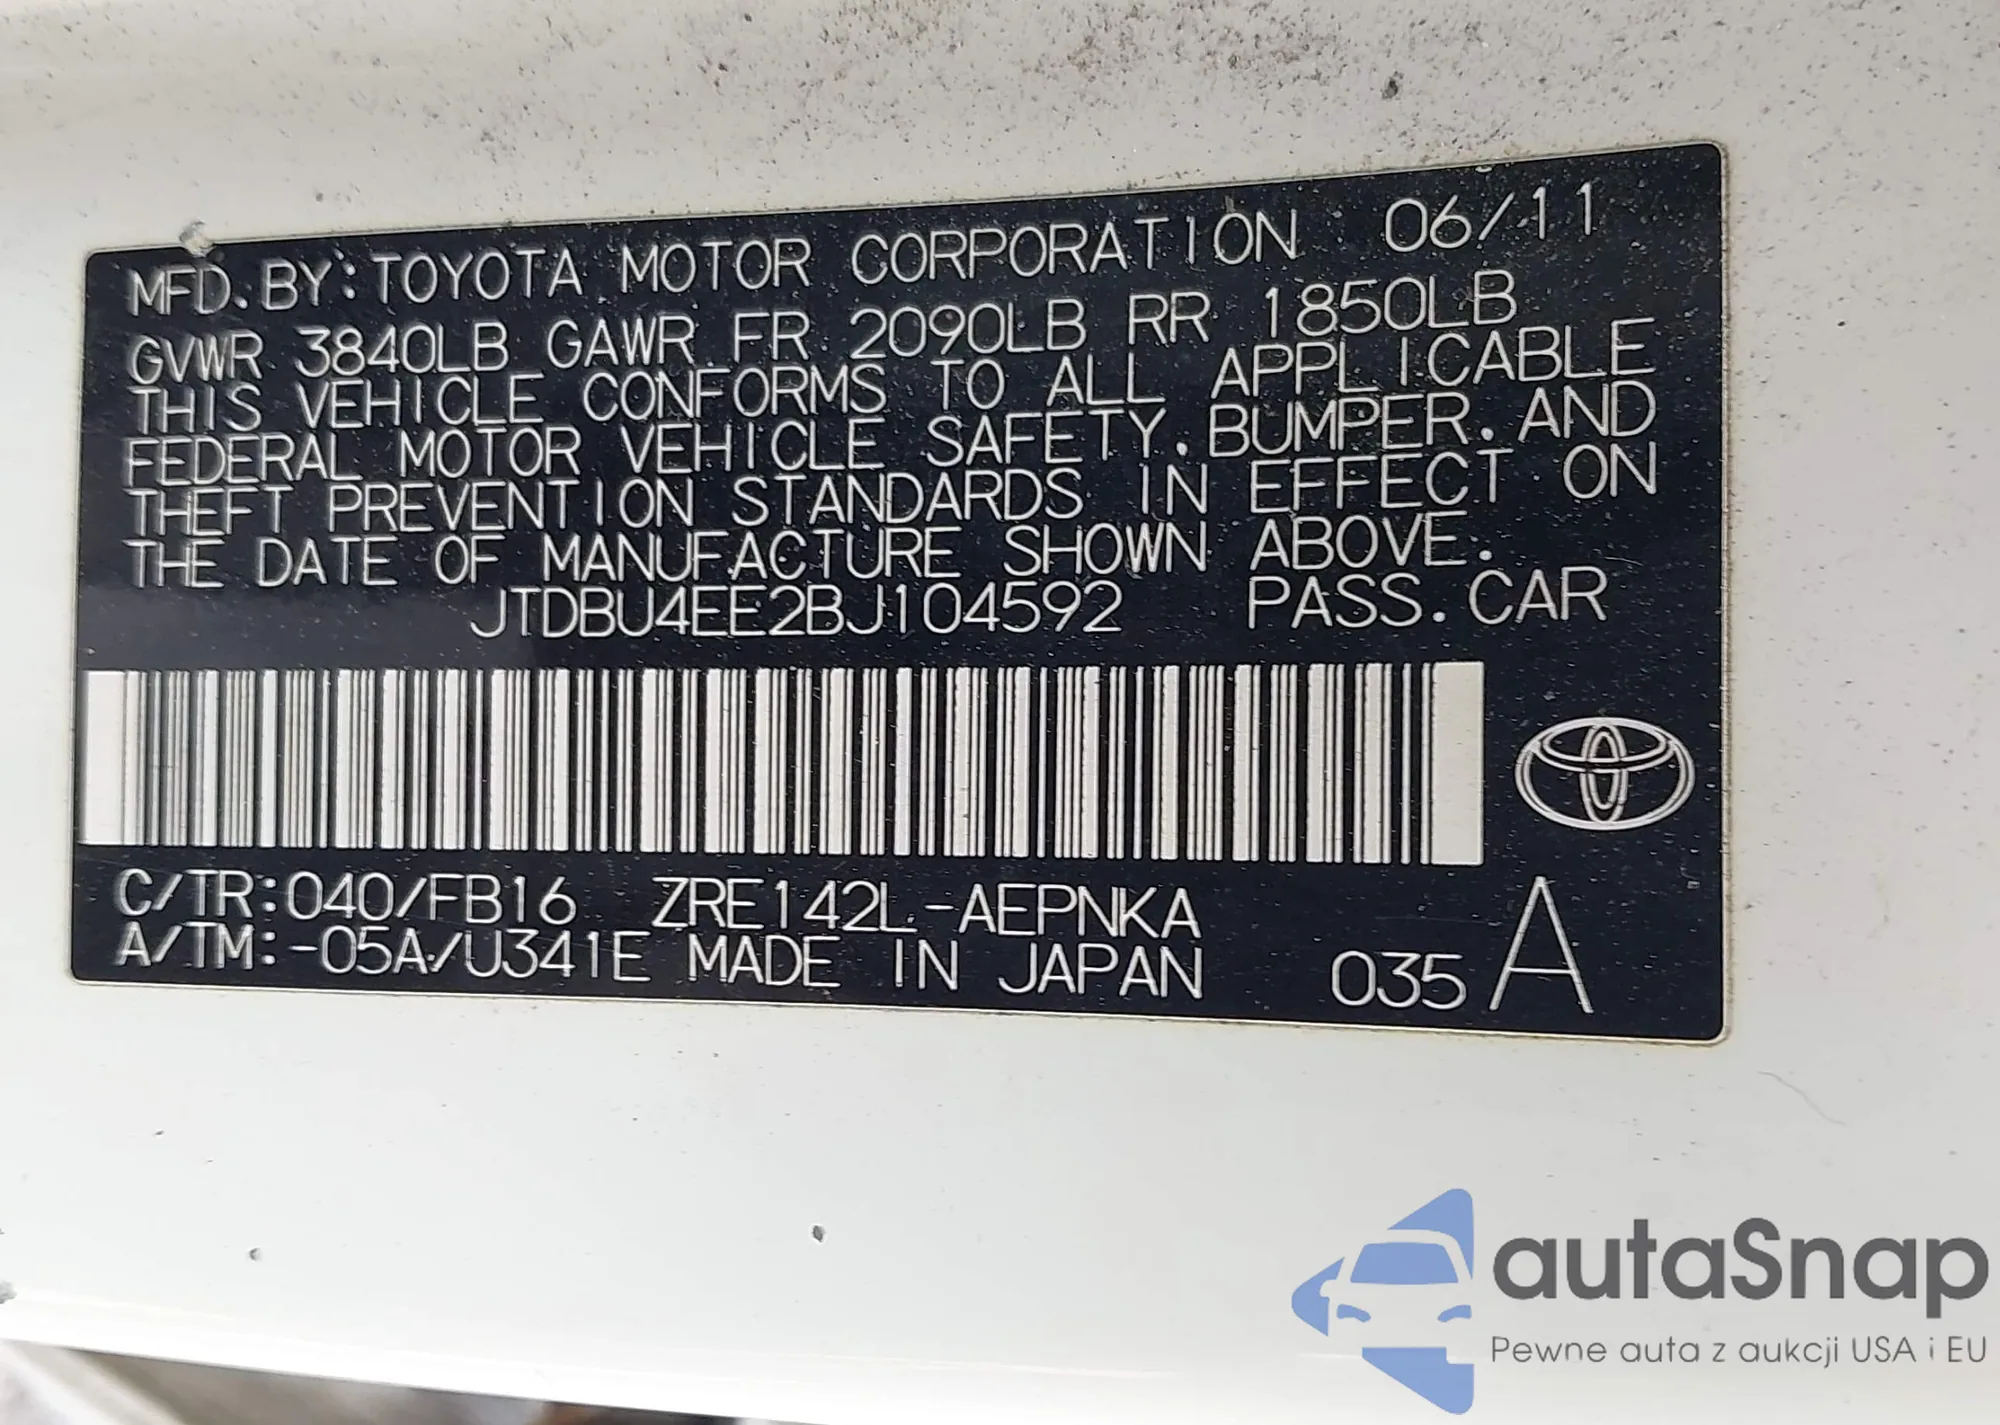 MFD.BY:TOYOTA MOTOR CORPORATION 06/11
GVWR 3840LB GAWR FR 2090LB RR 1850LB
THIS VEHICLE CONFORMS TO ALL APPLICABLE
FEDERAL MOTOR VEHICLE SAFETY.BUMPER.AND
THEFT PREVENTION STANDARDS IN EFFECT ON
THE DATE OF MANUFACTURE SHOWN ABOVE.
JTDBU4EE2BJ104592 PASS.CAR
C/TR:040/FB16 ZRE142L-AEPNKA
A/TM:-05A/U341E MADE IN JAPAN 035 A
autaSnap
Pewne auta z aukcji USA i EU